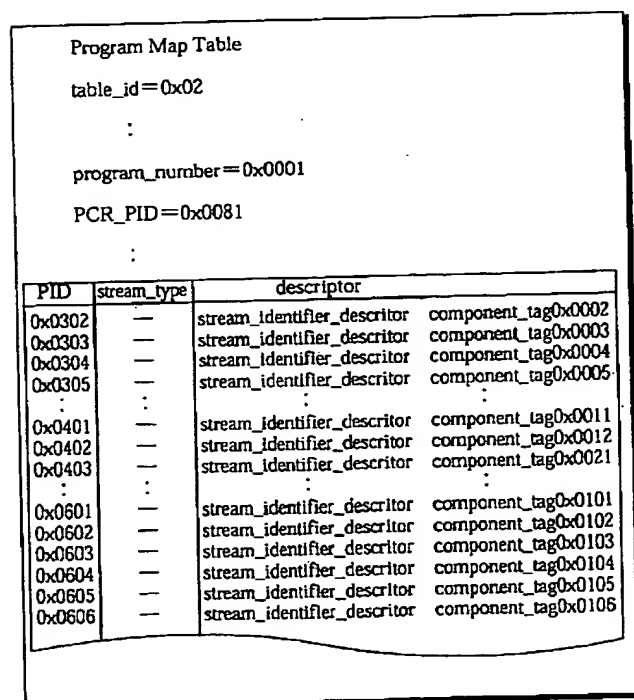 Program Map Table
table_id=0x02
:
program_number=0x0001
PCR_PID=0x0081
:
PID stream_type descriptor
0x0302 — stream_identifier_descritor component_tag0x0002
0x0303 — stream_identifier_descritor component_tag0x0003
0x0304 — stream_identifier_descritor component_tag0x0004
0x0305 — stream_identifier_descritor component_tag0x0005
: : : :
0x0401 — stream_identifier_descritor component_tag0x0011
0x0402 — stream_identifier_descritor component_tag0x0012
0x0403 — stream_identifier_descritor component_tag0x0021
: : : :
0x0601 — stream_identifier_descritor component_tag0x0101
0x0602 — stream_identifier_descritor component_tag0x0102
0x0603 — stream_identifier_descritor component_tag0x0103
0x0604 — stream_identifier_descritor component_tag0x0104
0x0605 — stream_identifier_descritor component_tag0x0105
0x0606 — stream_identifier_descritor component_tag0x0106